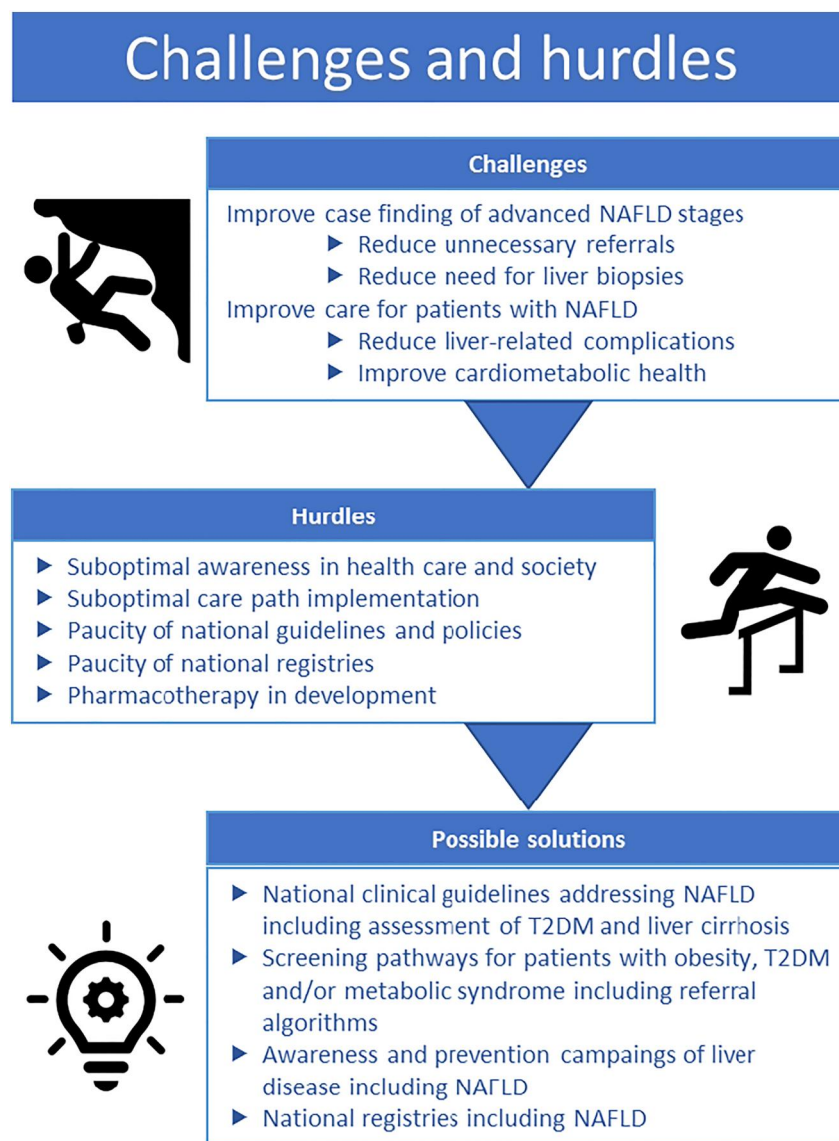 Challenges and hurdles
Challenges
Improve case finding of advanced NAFLD stages
▶ Reduce unnecessary referrals
▶ Reduce need for liver biopsies
Improve care for patients with NAFLD
▶ Reduce liver-related complications
▶ Improve cardiometabolic health
Hurdles
▶ Suboptimal awareness in health care and society
▶ Suboptimal care path implementation
▶ Paucity of national guidelines and policies
▶ Paucity of national registries
▶ Pharmacotherapy in development
Possible solutions
▶ National clinical guidelines addressing NAFLD
including assessment of T2DM and liver cirrhosis
▶ Screening pathways for patients with obesity, T2DM
and/or metabolic syndrome including referral
algorithms
▶ Awareness and prevention campaings of liver
disease including NAFLD
▶ National registries including NAFLD